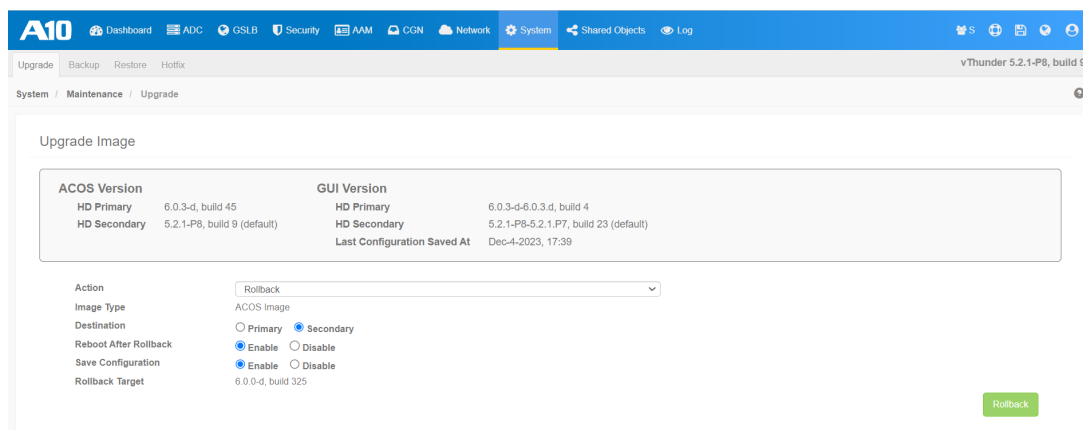 A10 Dashboard ADC GSLB Security AAM CGN Network System Shared Objects Log S
Upgrade Backup Restore Hotfix vThunder 5.2.1-P8, build 9
System / Maintenance / Upgrade
Upgrade Image
ACOS Version GUI Version
HD Primary 6.0.3-d, build 45 HD Primary 6.0.3-d-6.0.3.d, build 4
HD Secondary 5.2.1-P8, build 9 (default) HD Secondary 5.2.1-P8-5.2.1.P7, build 23 (default)
Last Configuration Saved At Dec-4-2023, 17:39
Action Rollback
Image Type ACOS Image
Destination Primary Secondary
Reboot After Rollback Enable Disable
Save Configuration Enable Disable
Rollback Target 6.0.0-d, build 325
Rollback